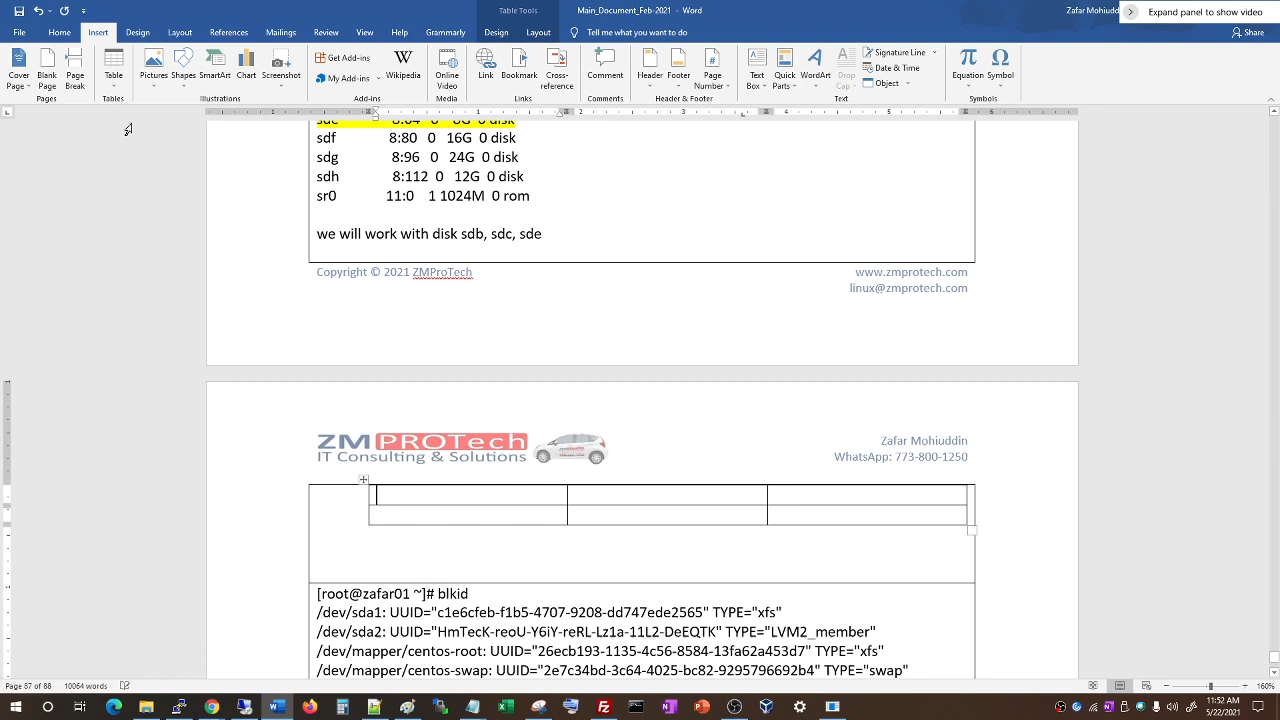 Table Tools
Main_Document_Feb-2021 - Word
Zafar Mohiudd
Expand panel to show video
File
Home
Insert
Design
Layout
References
Mailings
Review
View
Help
Grammarly
Design
Layout
Tell me what you want to do
Share
Cover Page
Blank Page
Page Break
Table
Pictures
Shapes
SmartArt
Chart
Screenshot
Get Add-ins
My Add-ins
Wikipedia
Online Video
Link
Bookmark
Cross-reference
Comment
Header
Footer
Page Number
Text Box
Quick Parts
WordArt
Drop Cap
Signature Line
Date & Time
Object
Equation
Symbol
Pages
Tables
Illustrations
Add-ins
Media
Links
Comments
Header & Footer
Text
Symbols
sdf 8:80 0 16G 0 disk
sdg 8:96 0 24G 0 disk
sdh 8:112 0 12G 0 disk
sr0 11:0 1 1024M 0 rom
we will work with disk sdb, sdc, sde
Copyright © 2021 ZMProTech
www.zmprotech.com
linux@zmprotech.com
ZMPROTech
IT Consulting & Solutions
Zafar Mohiuddin
WhatsApp: 773-800-1250
[root@zafar01 ~]# blkid
/dev/sda1: UUID="c1e6cfeb-f1b5-4707-9208-dd747ede2565" TYPE="xfs"
/dev/sda2: UUID="HmTecK-reoU-Y6iY-reRL-Lz1a-11L2-DeEQTK" TYPE="LVM2_member"
/dev/mapper/centos-root: UUID="26ecb193-1135-4c56-8584-13fa62a453d7" TYPE="xfs"
/dev/mapper/centos-swap: UUID="2e7c34bd-3c64-4025-bc82-9295796692b4" TYPE="swap"
Page 87 of 88
10064 words
160%
11:52 AM
5/22/2021